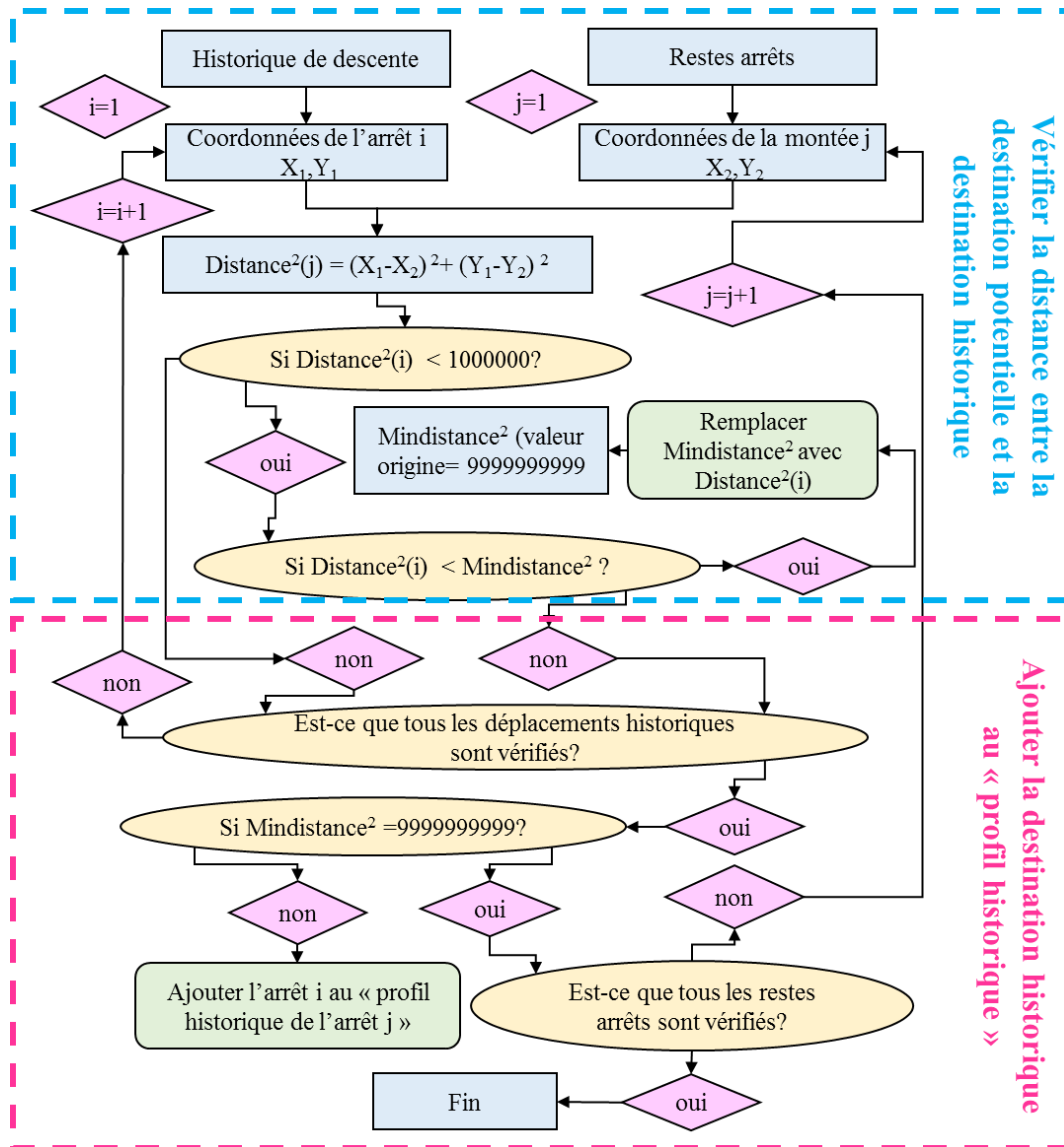 Historique de descente
Restes arrêts
i=1
j=1
Coordonnées de l’arrêt i
X₁,Y₁
Coordonnées de la montée j
X₂,Y₂
i=i+1
Distance²(j) = (X₁-X₂) ²+ (Y₁-Y₂) ²
j=j+1
Si Distance²(i) < 1000000?
oui
Mindistance² (valeur
origine= 9999999999
Remplacer
Mindistance² avec
Distance²(i)
Si Distance²(i) < Mindistance² ?
oui
Vérifier la distance entre la
destination potentielle et la
destination historique
non
non
non
Est-ce que tous les déplacements historiques
sont vérifiés?
oui
Si Mindistance² =9999999999?
non
oui
non
Ajouter l’arrêt i au « profil
historique de l’arrêt j »
Est-ce que tous les restes
arrêts sont vérifiés?
Fin
oui
Ajouter la destination historique
au « profil historique »